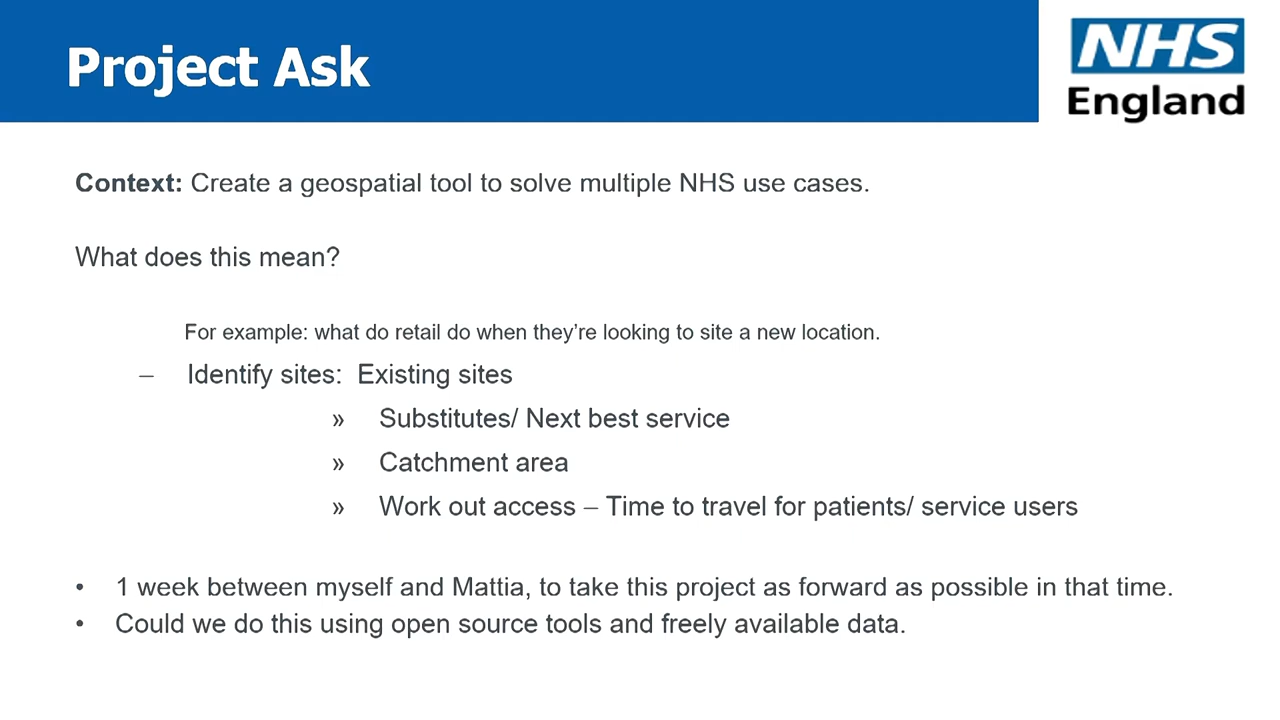 Project Ask
NHS
England
Context: Create a geospatial tool to solve multiple NHS use cases.
What does this mean?
For example: what do retail do when they’re looking to site a new location.
– Identify sites:  Existing sites
» Substitutes/ Next best service
» Catchment area
» Work out access – Time to travel for patients/ service users
• 1 week between myself and Mattia, to take this project as forward as possible in that time.
• Could we do this using open source tools and freely available data.